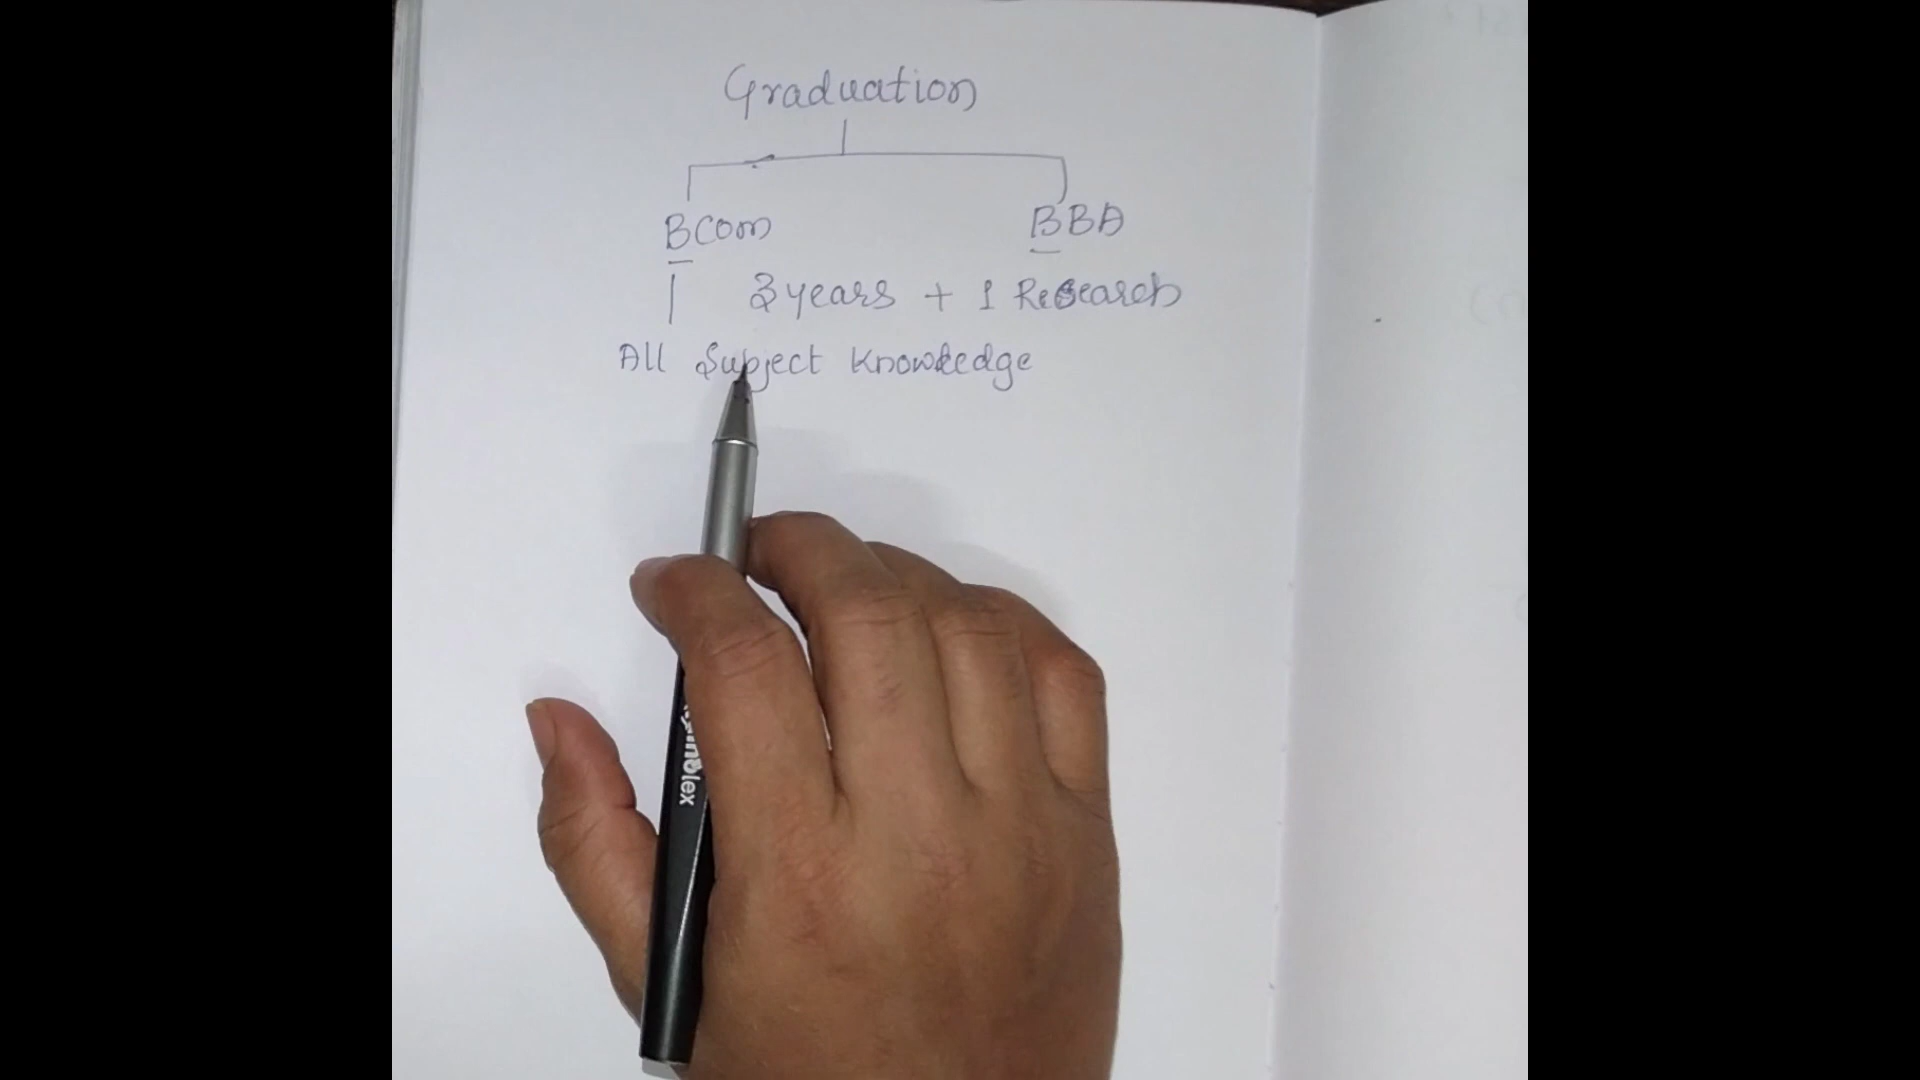 Graduation
Bcom BBA
3 years + 1 Research
All Subject Knowledge